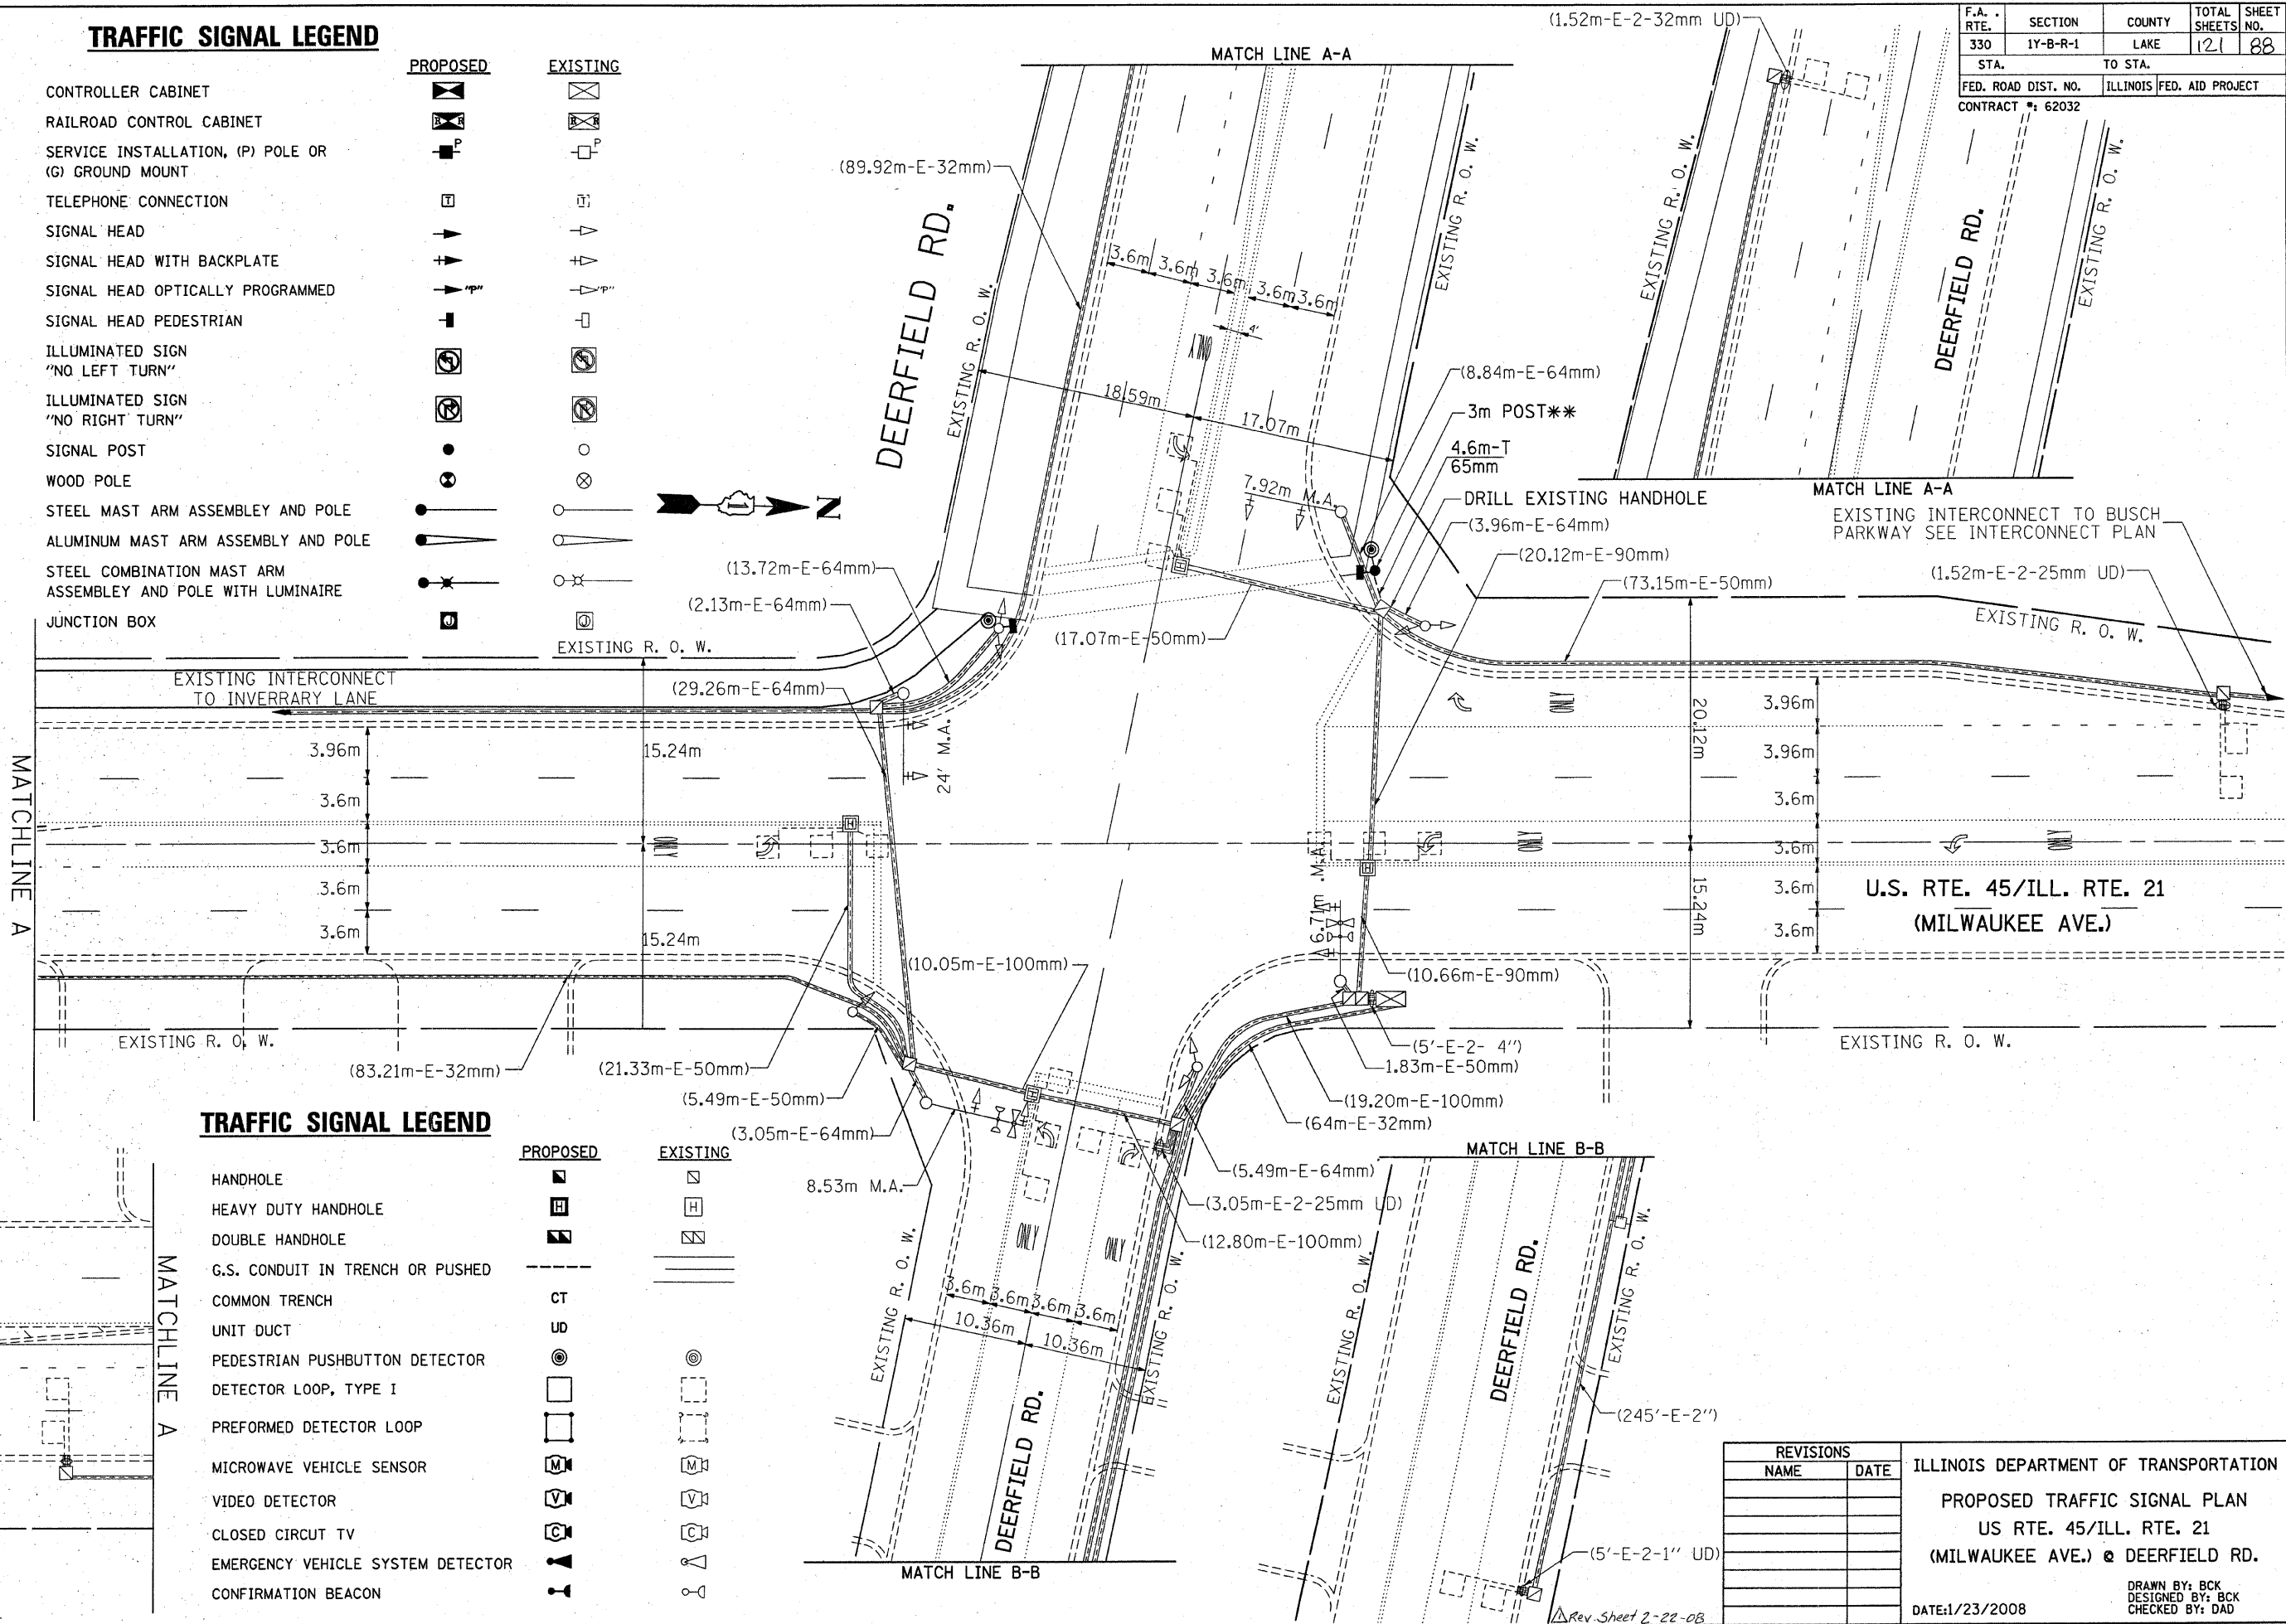 TRAFFIC SIGNAL LEGEND
PROPOSED EXISTING
CONTROLLER CABINET
RAILROAD CONTROL CABINET
R R R R
SERVICE INSTALLATION, (P) POLE OR
(G) GROUND MOUNT
P P
TELEPHONE CONNECTION
T T
SIGNAL HEAD
SIGNAL HEAD WITH BACKPLATE
SIGNAL HEAD OPTICALLY PROGRAMMED
"P" "P"
SIGNAL HEAD PEDESTRIAN
ILLUMINATED SIGN
"NO LEFT TURN"
ILLUMINATED SIGN
"NO RIGHT TURN"
SIGNAL POST
WOOD POLE
STEEL MAST ARM ASSEMBLEY AND POLE
ALUMINUM MAST ARM ASSEMBLY AND POLE
STEEL COMBINATION MAST ARM
ASSEMBLEY AND POLE WITH LUMINAIRE
JUNCTION BOX
J J
N
F.A. .
RTE.
SECTION
COUNTY
TOTAL
SHEETS
SHEET
NO.
330 1Y-B-R-1 LAKE 121 88
STA. TO STA.
FED. ROAD DIST. NO. ILLINOIS FED. AID PROJECT
CONTRACT #: 62032
(1.52m-E-2-32mm UD)
MATCH LINE A-A
(89.92m-E-32mm)
DEERFIELD RD.
EXISTING R. O. W.
EXISTING R. O. W.
3.6m 3.6m 3.6m 3.6m 3.6m
4'
ONLY
18.59m
17.07m
EXISTING R. O. W.
EXISTING R. O. W.
DEERFIELD RD.
MATCH LINE A-A
(8.84m-E-64mm)
3m POST**
4.6m-T
65mm
7.92m M.A.
DRILL EXISTING HANDHOLE
(3.96m-E-64mm)
(20.12m-E-90mm)
(73.15m-E-50mm)
EXISTING INTERCONNECT TO BUSCH
PARKWAY SEE INTERCONNECT PLAN
(1.52m-E-2-25mm UD)
EXISTING R. O. W.
(13.72m-E-64mm)
(2.13m-E-64mm)
(17.07m-E-50mm)
H
EXISTING R. O. W.
EXISTING INTERCONNECT
TO INVERRARY LANE
(29.26m-E-64mm)
24' M.A.
MATCHLINE A
3.96m
3.6m
3.6m
3.6m
3.6m
15.24m
15.24m
ONLY
H
ONLY
20.12m
15.24m
3.96m
3.96m
3.6m
3.6m
3.6m
3.6m
ONLY
ONLY
H
6.71m M.A.
U.S. RTE. 45/ILL. RTE. 21
(MILWAUKEE AVE.)
(10.05m-E-100mm)
(10.66m-E-90mm)
EXISTING R. O. W.
EXISTING R. O. W.
(83.21m-E-32mm)
(21.33m-E-50mm)
(5.49m-E-50mm)
(3.05m-E-64mm)
8.53m M.A.
H
(5'-E-2- 4")
1.83m-E-50mm)
(19.20m-E-100mm)
(64m-E-32mm)
(5.49m-E-64mm)
(3.05m-E-2-25mm UD)
(12.80m-E-100mm)
ONLY
ONLY
EXISTING R. O. W.
3.6m 3.6m 3.6m 3.6m
10.36m
10.36m
EXISTING R. O. W.
DEERFIELD RD.
MATCH LINE B-B
MATCH LINE B-B
EXISTING R. O. W.
DEERFIELD RD.
EXISTING R. O. W.
(245'-E-2")
(5'-E-2-1" UD)
1 Rev. Sheet 2-22-08
TRAFFIC SIGNAL LEGEND
PROPOSED EXISTING
HANDHOLE
HEAVY DUTY HANDHOLE
H H
DOUBLE HANDHOLE
G.S. CONDUIT IN TRENCH OR PUSHED
COMMON TRENCH CT
UNIT DUCT UD
PEDESTRIAN PUSHBUTTON DETECTOR
DETECTOR LOOP, TYPE I
PREFORMED DETECTOR LOOP
MICROWAVE VEHICLE SENSOR
M M
VIDEO DETECTOR
V V
CLOSED CIRCUT TV
C C
EMERGENCY VEHICLE SYSTEM DETECTOR
CONFIRMATION BEACON
MATCHLINE A
REVISIONS
NAME DATE
ILLINOIS DEPARTMENT OF TRANSPORTATION
PROPOSED TRAFFIC SIGNAL PLAN
US RTE. 45/ILL. RTE. 21
(MILWAUKEE AVE.) @ DEERFIELD RD.
DRAWN BY: BCK
DESIGNED BY: BCK
DATE:1/23/2008 CHECKED BY: DAD